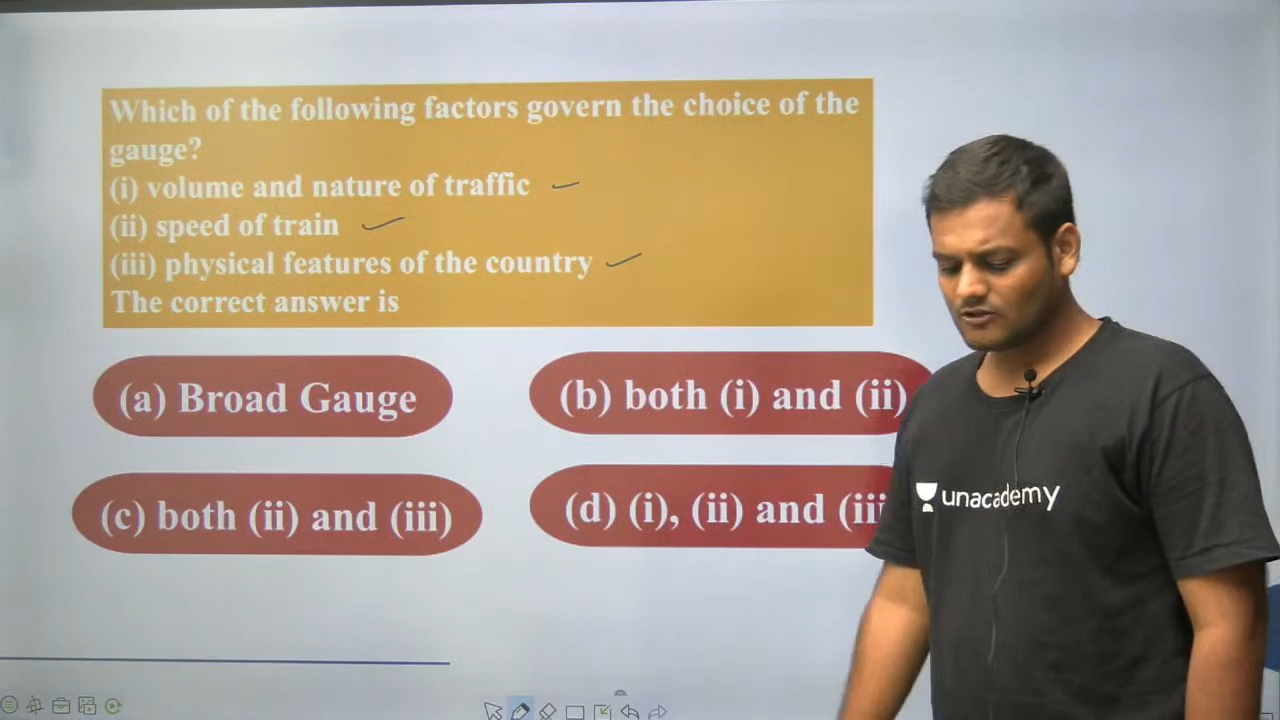 Which of the following factors govern the choice of the
gauge?
(i) volume and nature of traffic
(ii) speed of train
(iii) physical features of the country
The correct answer is
(a) Broad Gauge
(b) both (i) and (ii)
(c) both (ii) and (iii)
(d) (i), (ii) and (iii
unacademy